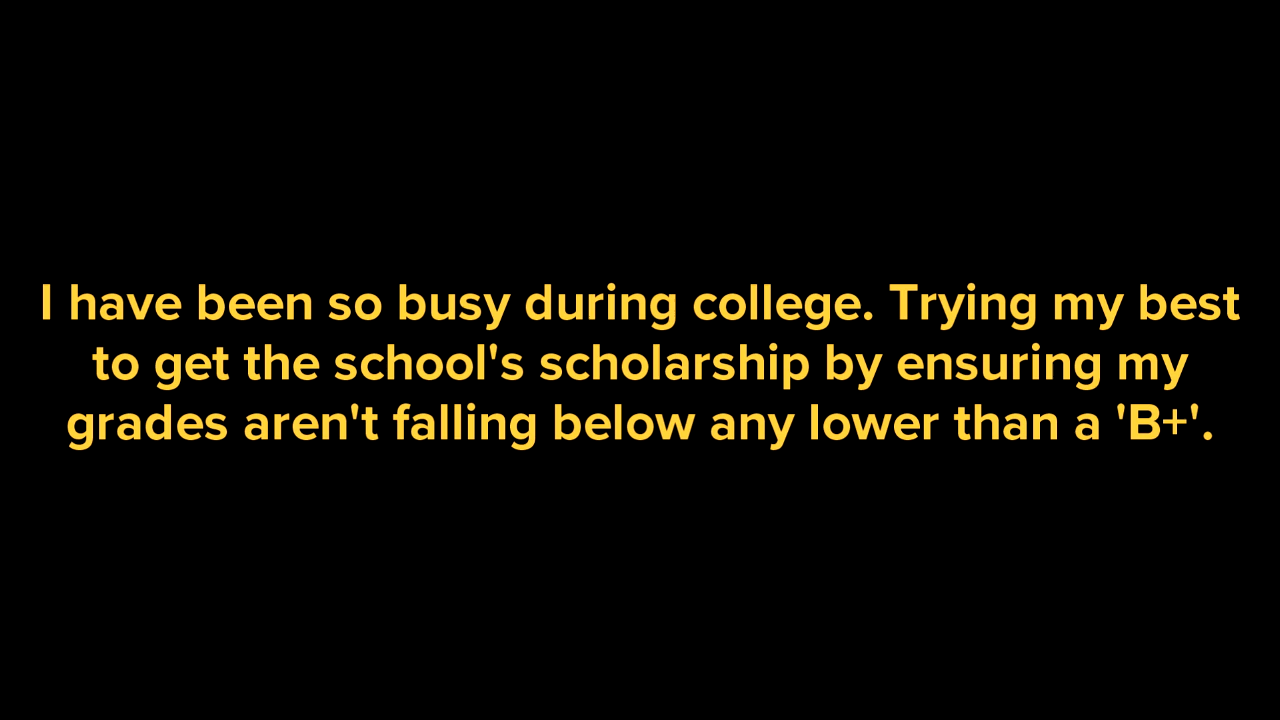 I have been so busy during college. Trying my best
to get the school's scholarship by ensuring my
grades aren't falling below any lower than a 'B+'.